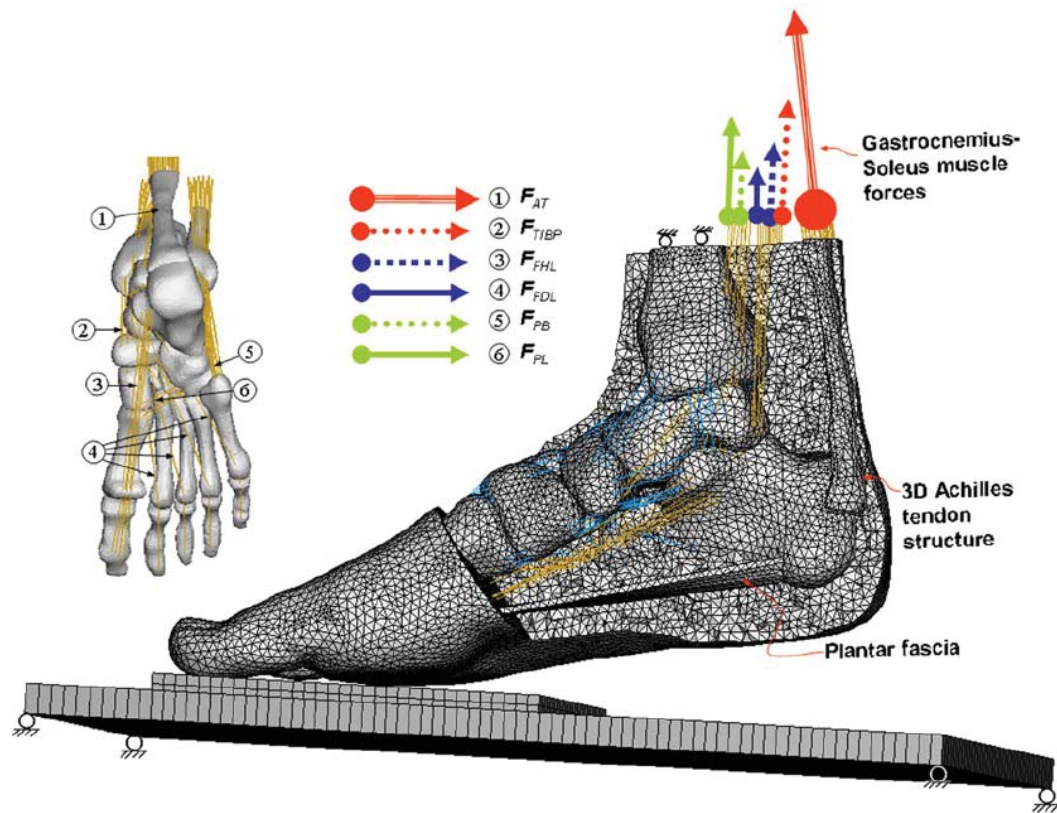 Gastrocnemius-
Soleus muscle
forces
① F_AT
② F_TIBP
③ F_FHL
④ F_FDL
⑤ F_PB
⑥ F_PL
①
②
③
④
⑤
⑥
3D Achilles
tendon
structure
Plantar fascia